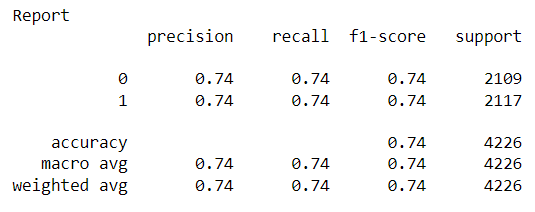 Report
precision recall f1-score support
0 0.74 0.74 0.74 2109
1 0.74 0.74 0.74 2117
accuracy 0.74 4226
macro avg 0.74 0.74 0.74 4226
weighted avg 0.74 0.74 0.74 4226